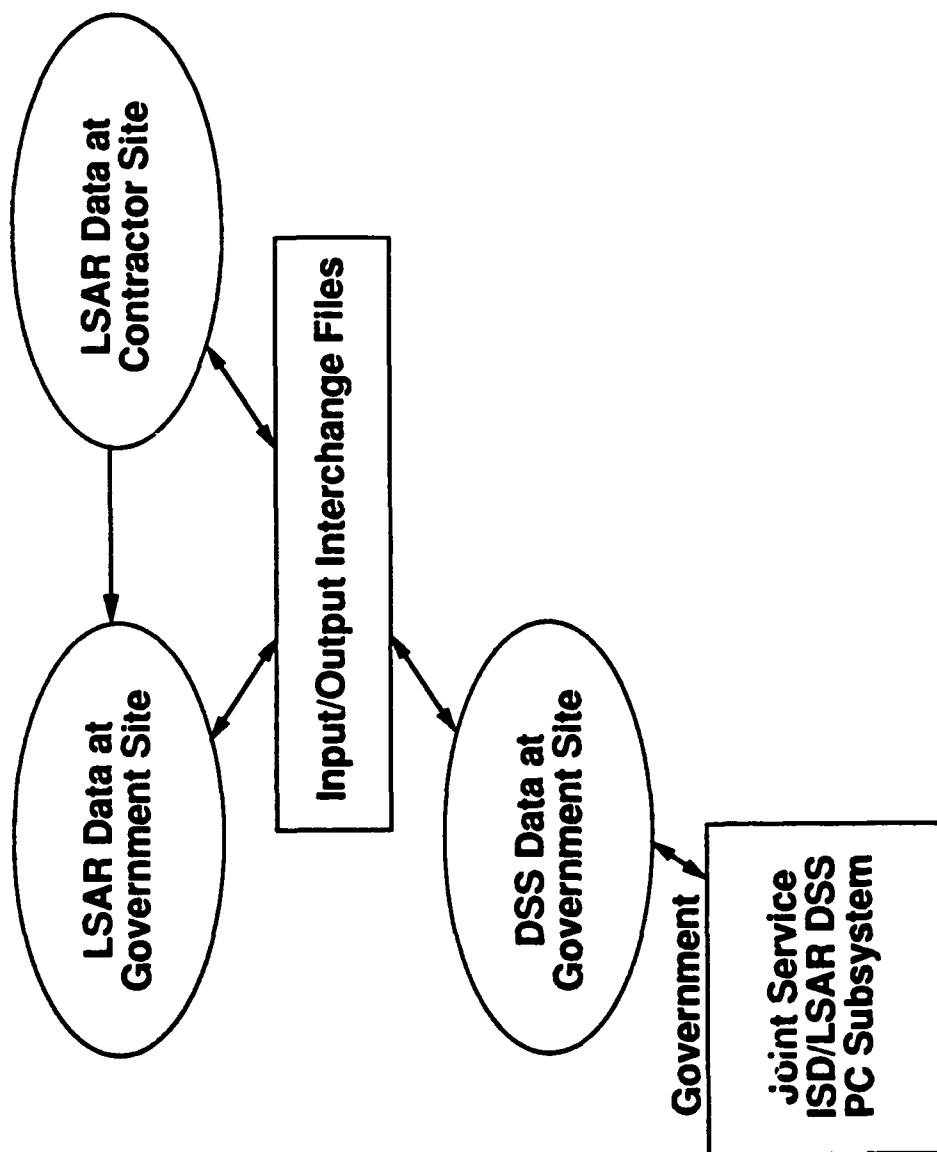 LSAR Data at
Government Site
LSAR Data at
Contractor Site
Input/Output Interchange Files
DSS Data at
Government Site
Government
Joint Service
ISD/LSAR DSS
PC Subsystem